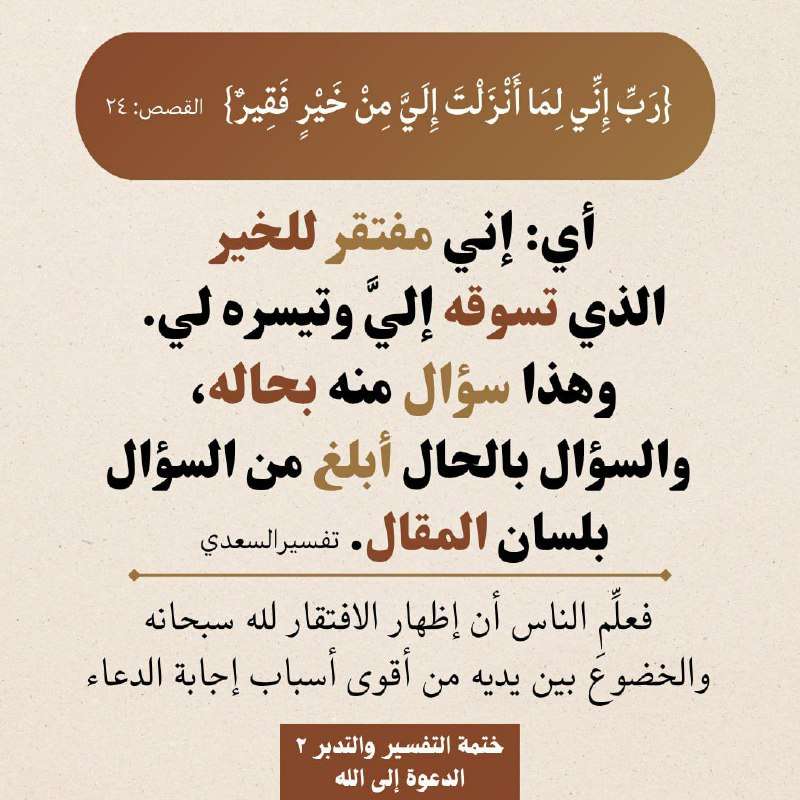 {رَبِّ إِنِّي لِمَا أَنْزَلْتَ إِلَيَّ مِنْ خَيْرٍ فَقِيرٌ} القصص: ٢٤
أي: إني مفتقر للخير
الذي تسوقه إليَّ وتيسره لي.
وهذا سؤال منه بحاله،
والسؤال بالحال أبلغ من السؤال
بلسان المقال. تفسيرالسعدي
فعلِّمِ الناس أن إظهار الافتقار لله سبحانه
والخضوعَ بين يديه من أقوى أسباب إجابة الدعاء
ختمة التفسير والتدبر ٢
الدعوة إلى الله